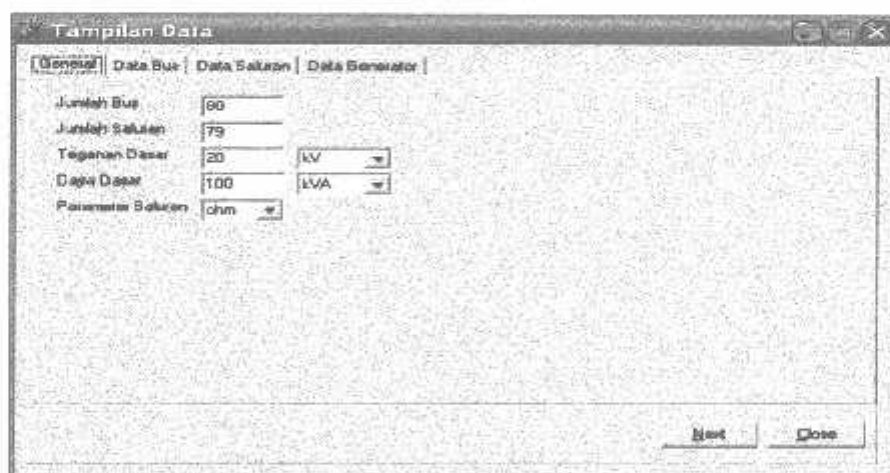 Tampilan Data
General Data Bus Data Saluran Data Generator
Jumlah Bus 80
Jumlah Saluran 79
Tegangan Dasar 20 kV
Daya Dasar 100 kVA
Parameter Saluran ohm
Next Close